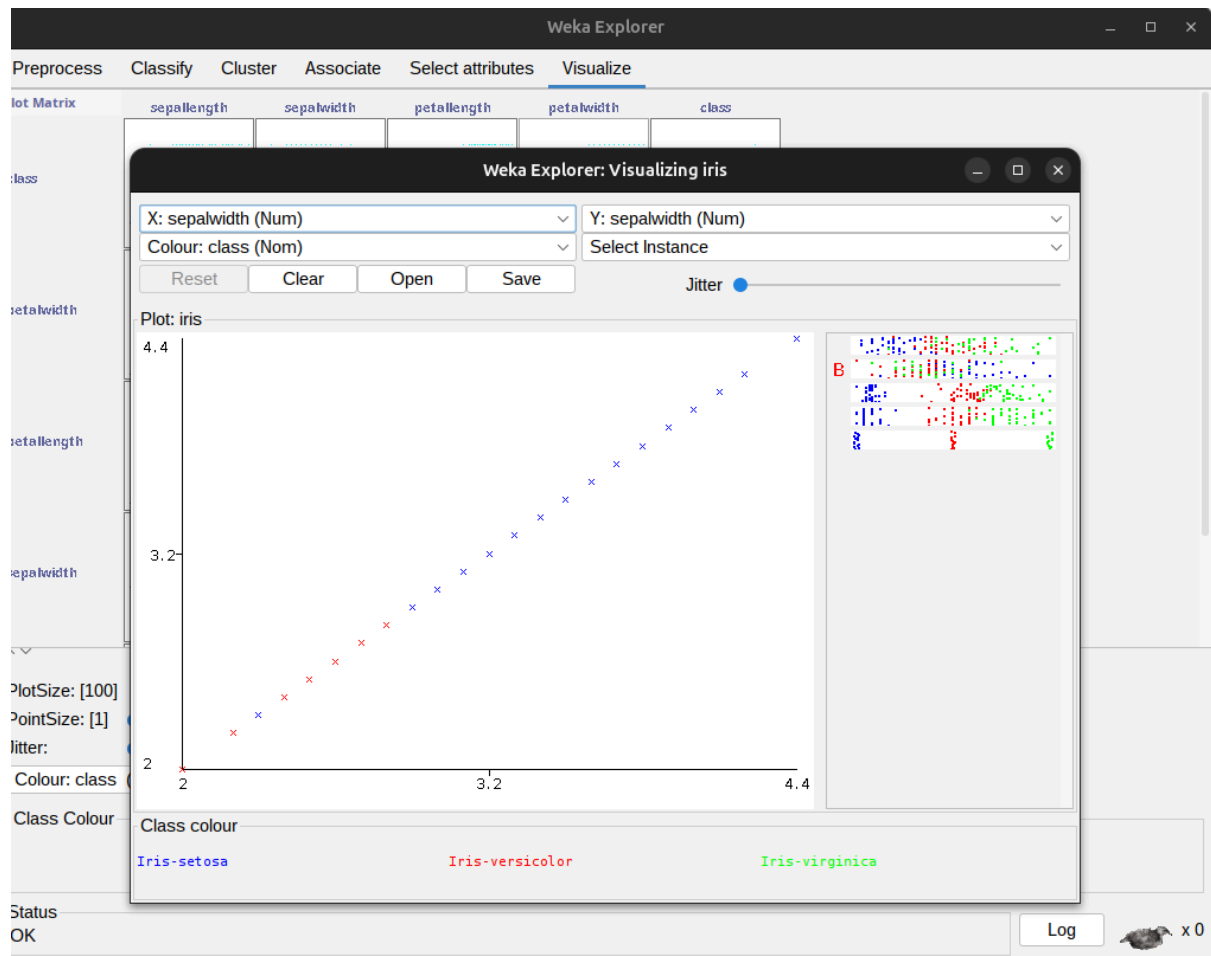 Weka Explorer
Preprocess Classify Cluster Associate Select attributes Visualize
lot Matrix sepallength sepalwidth petallength petalwidth class
lass
etalwidth
etallength
epalwidth
Weka Explorer: Visualizing iris
X: sepalwidth (Num) Y: sepalwidth (Num)
Colour: class (Nom) Select Instance
Reset Clear Open Save Jitter
Plot: iris
4.4
3.2
2
2 3.2 4.4
B
Class colour
Iris-setosa Iris-versicolor Iris-virginica
PlotSize: [100]
PointSize: [1]
Jitter:
Colour: class (
Class Colour
Status
OK
Log x 0